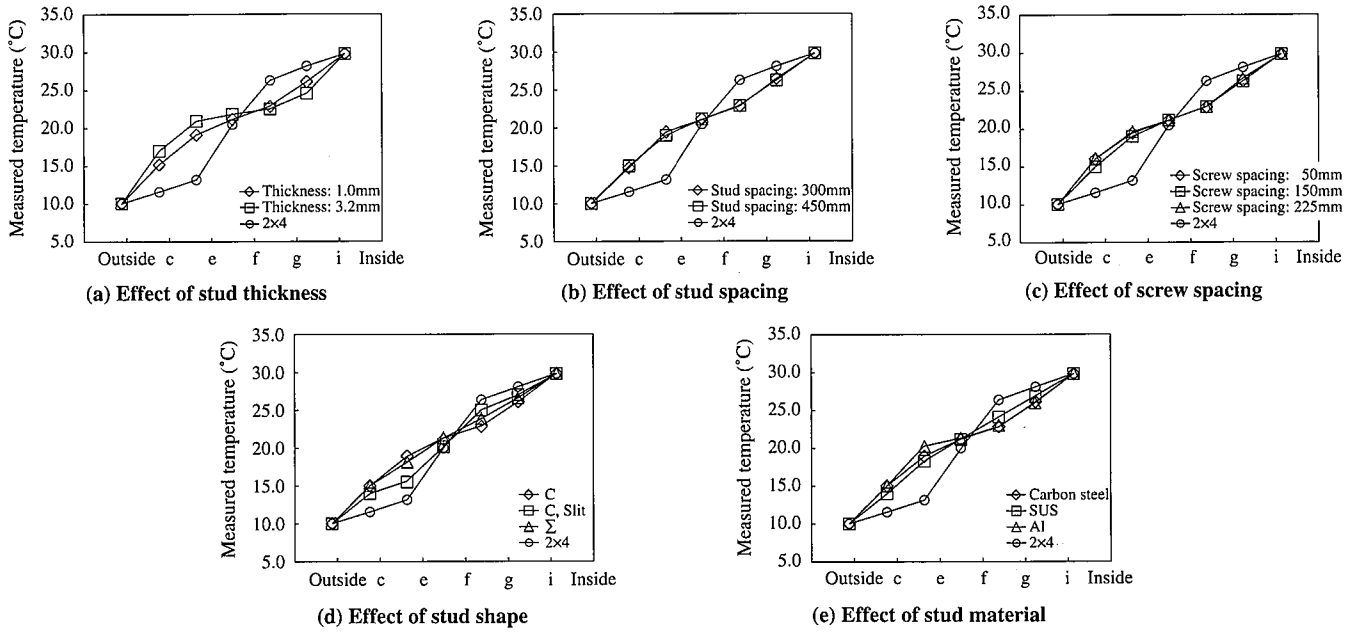 35.0
30.0
25.0
20.0
15.0
10.0
5.0
Measured temperature (°C)
Thickness: 1.0mm
Thickness: 3.2mm
2×4
Outside c e f g i Inside
(a) Effect of stud thickness
35.0
30.0
25.0
20.0
15.0
10.0
5.0
Measured temperature (°C)
Stud spacing: 300mm
Stud spacing: 450mm
2×4
Outside c e f g i Inside
(b) Effect of stud spacing
35.0
30.0
25.0
20.0
15.0
10.0
5.0
Measured temperature (°C)
Screw spacing: 50mm
Screw spacing: 150mm
Screw spacing: 225mm
2×4
Outside c e f g i Inside
(c) Effect of screw spacing
35.0
30.0
25.0
20.0
15.0
10.0
5.0
Measured temperature (°C)
C
C, Slit
Σ
2×4
Outside c e f g i Inside
(d) Effect of stud shape
35.0
30.0
25.0
20.0
15.0
10.0
5.0
Measured temperature (°C)
Carbon steel
SUS
Al
2×4
Outside c e f g i Inside
(e) Effect of stud material